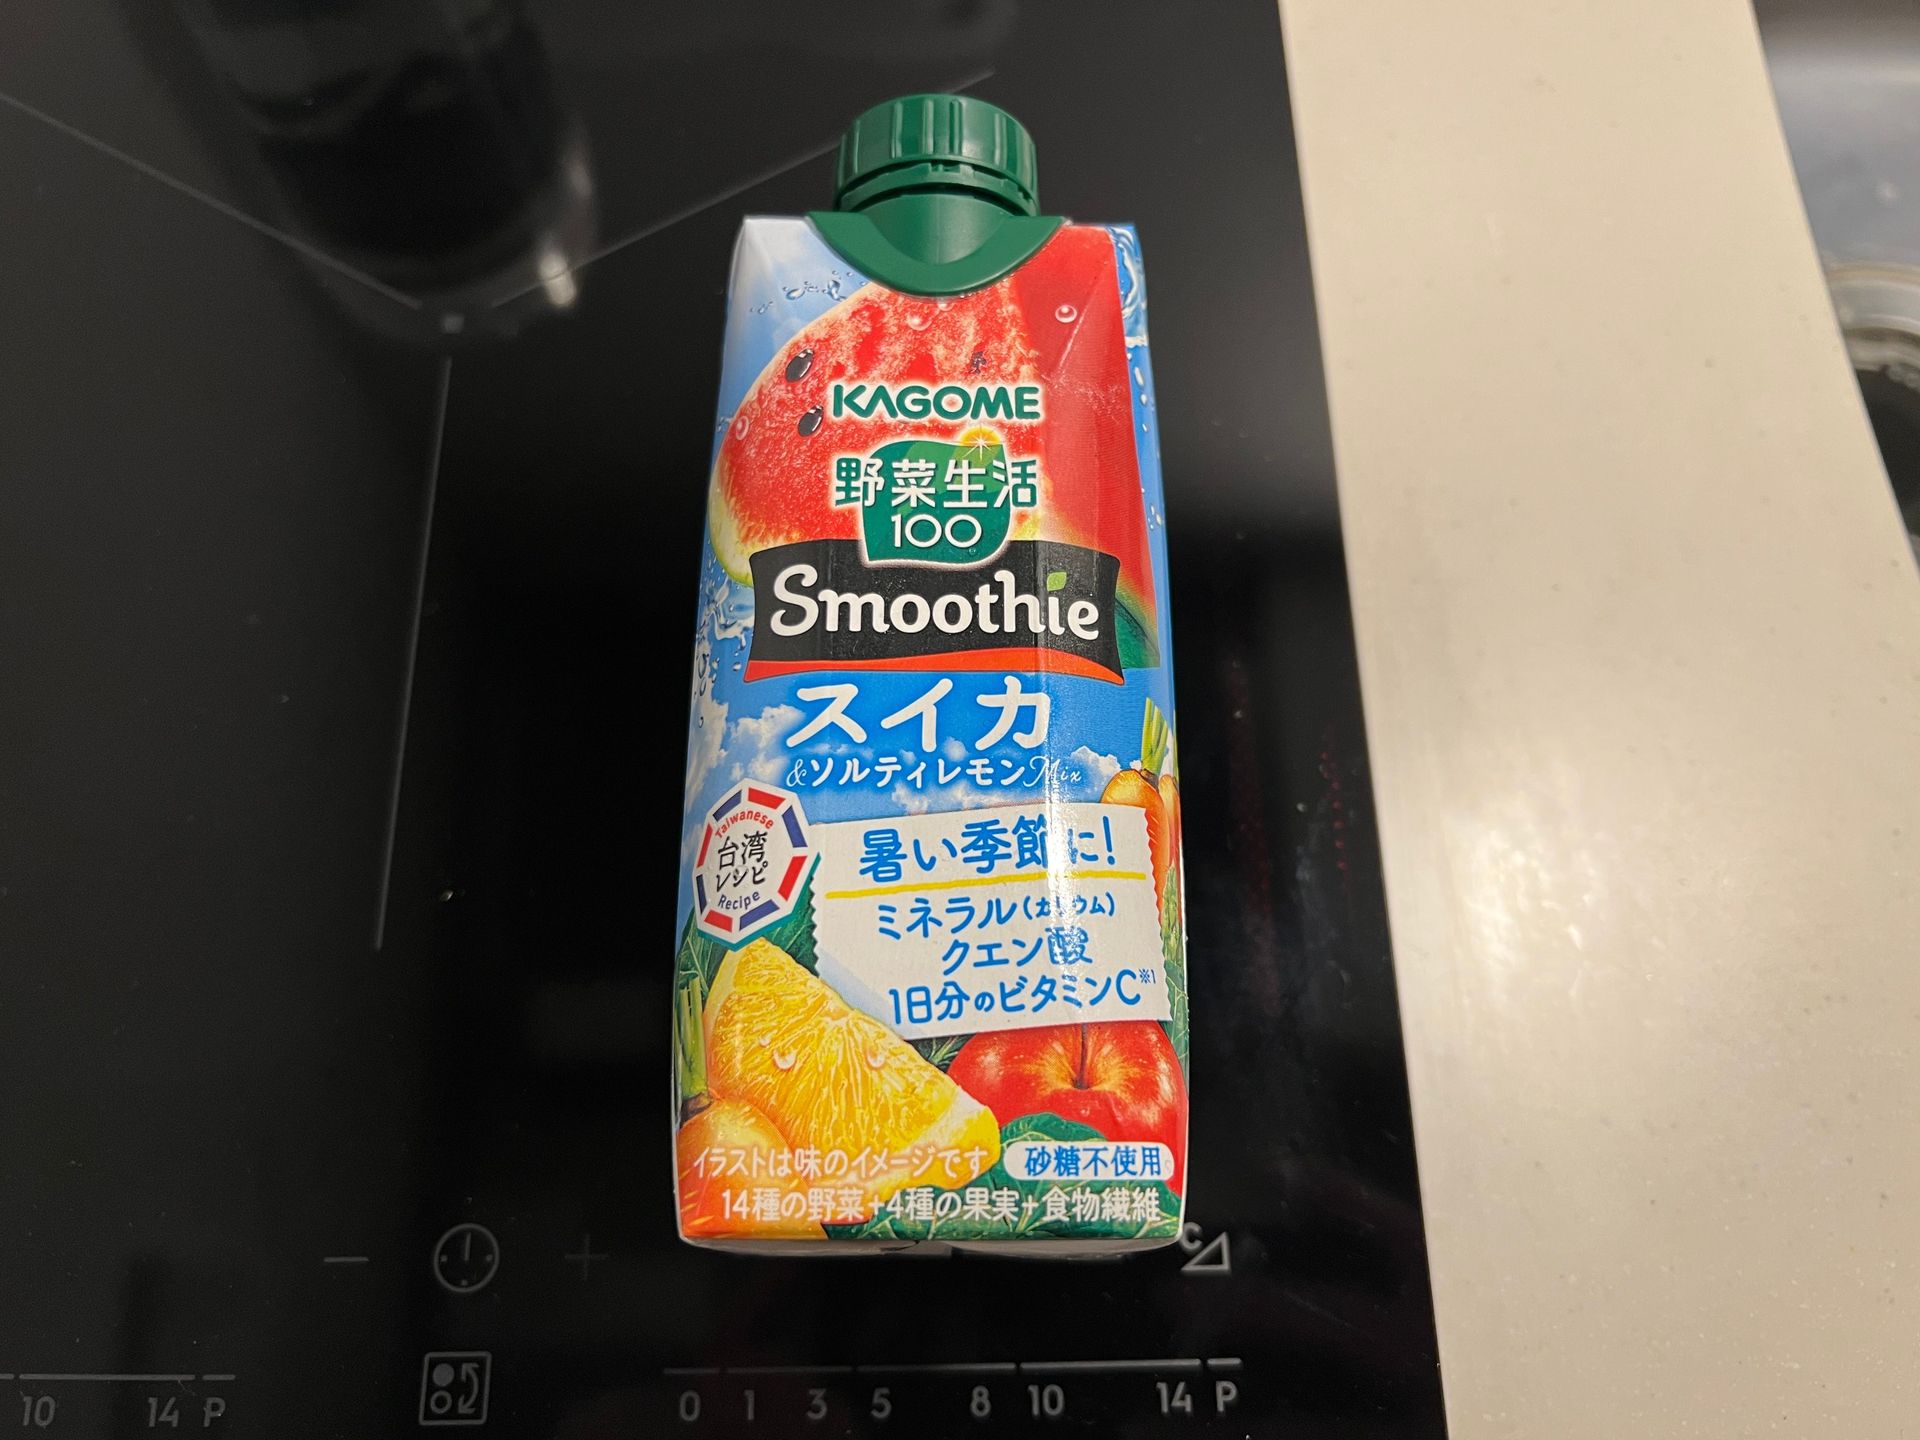 KAGOME
野菜生活
100
Smoothie
スイカ
&ソルティレモンMix
Taiwanese
台湾
レシピ
Recipe
暑い季節に!
ミネラル(カリウム)
クエン酸
1日分のビタミンC※1
イラストは味のイメージです
砂糖不使用
14種の野菜+4種の果実+食物繊維
C
10 14 P
0 1 3 5 8 10 14 P